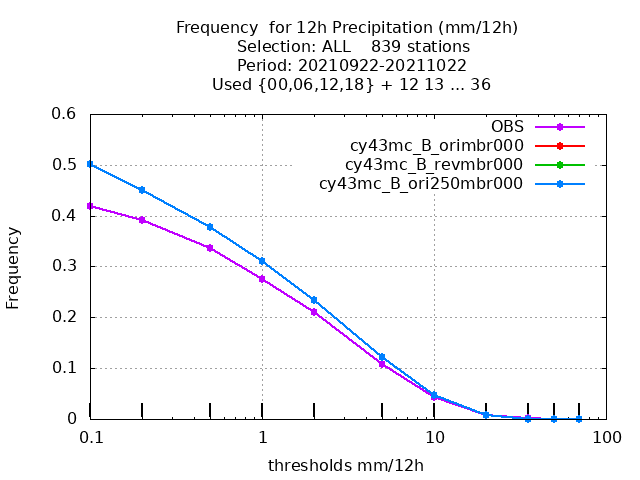 Frequency  for 12h Precipitation (mm/12h)
Selection: ALL    839 stations
Period: 20210922-20211022
Used {00,06,12,18} + 12 13 ... 36
0.6
0.5
0.4
0.3
0.2
0.1
0
Frequency
OBS
cy43mc_B_orimbr000
cy43mc_B_revmbr000
cy43mc_B_ori250mbr000
0.1 1 10 100
thresholds mm/12h